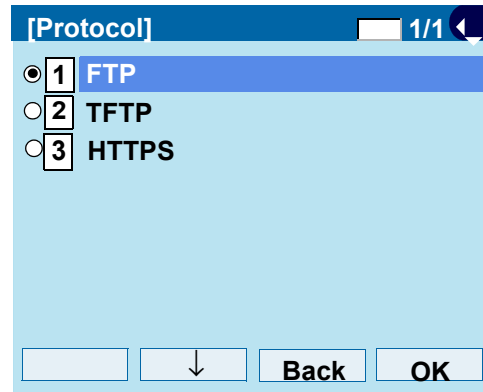 [Protocol] 1/1
1 FTP
2 TFTP
3 HTTPS
↓ Back OK